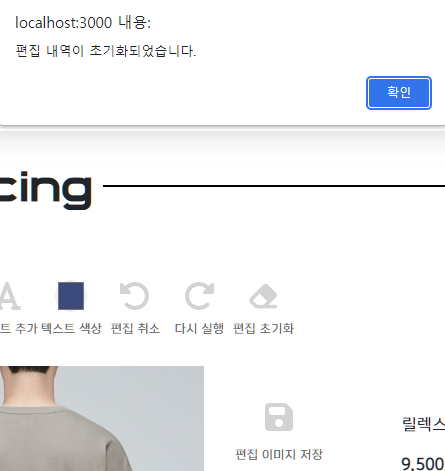 localhost:3000 내용:
편집 내역이 초기화되었습니다.
확인
cing
트 추가 텍스트 색상 편집 취소 다시 실행 편집 초기화
편집 이미지 저장
릴렉스
9,500